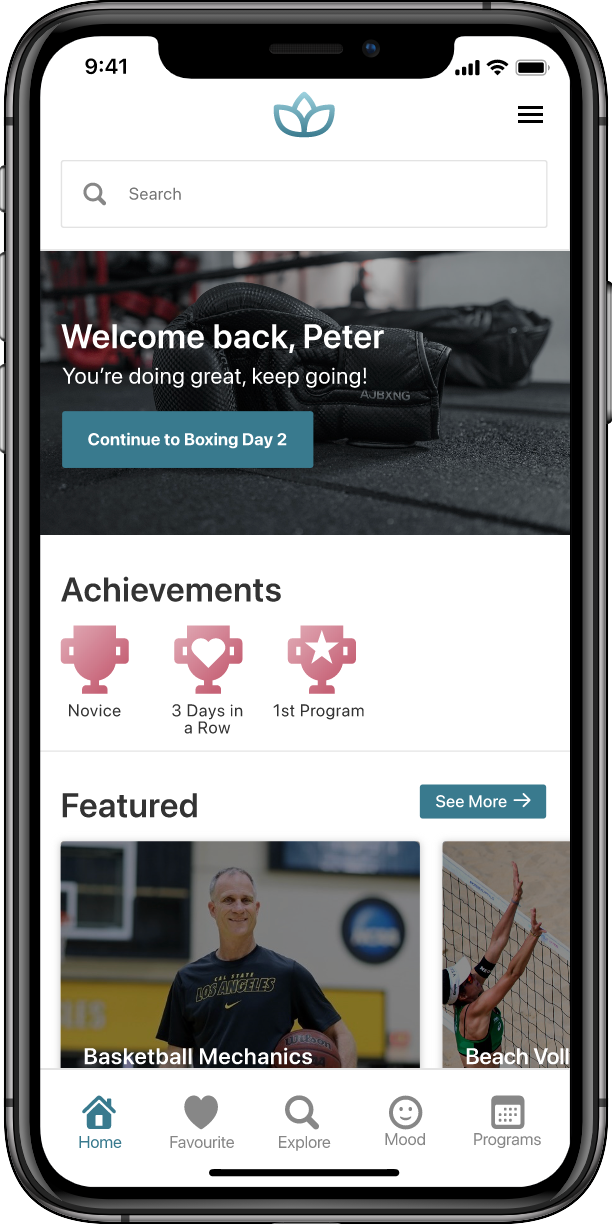 9:41
Search
Welcome back, Peter
You’re doing great, keep going!
AJBXNG
Continue to Boxing Day 2
Achievements
Novice
3 Days in
a Row
1st Program
Featured
See More
CAL STATE
LOS ANGELES
Wilson
Basketball Mechanics
Beach Voll
Home
Favourite
Explore
Mood
Programs